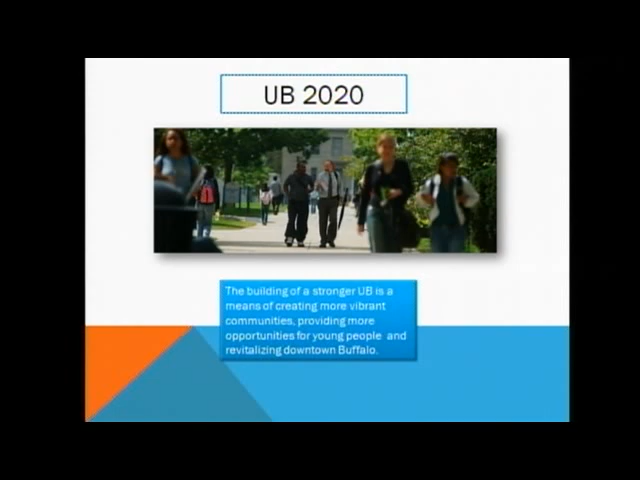 UB 2020
The building of a stronger UB is a
means of creating more vibrant
communities, providing more
opportunities for young people and
revitalizing downtown Buffalo.